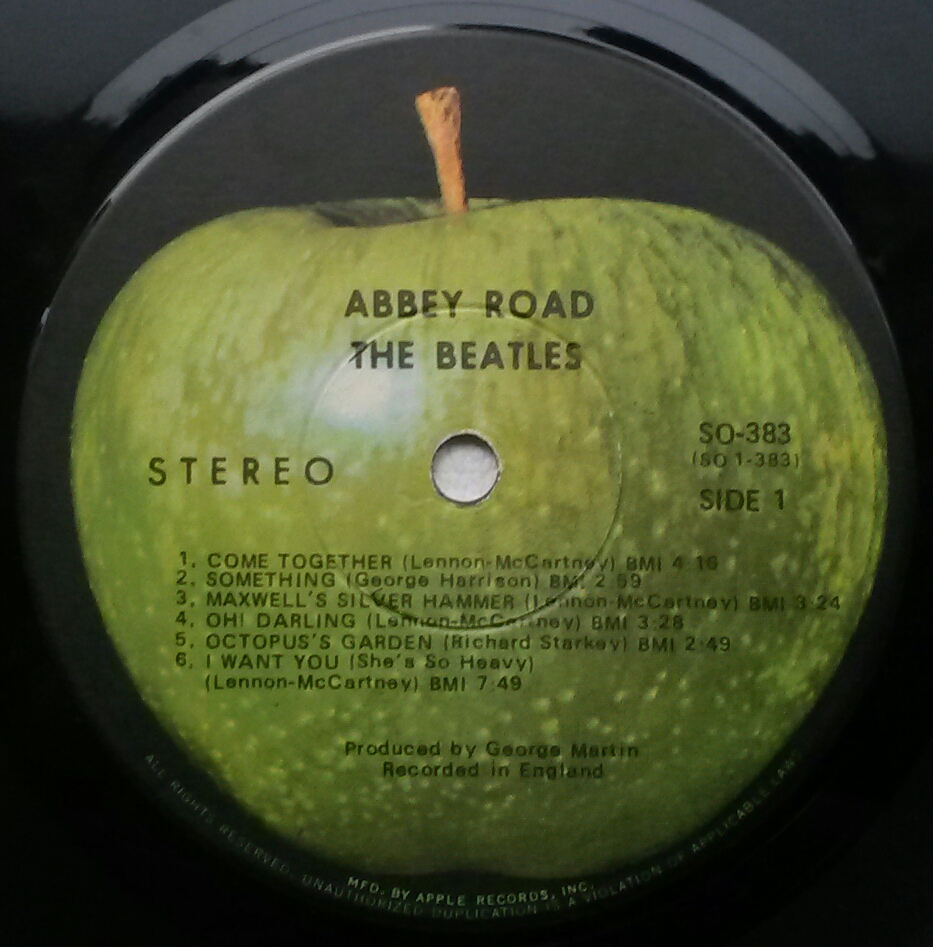 ABBEY ROAD
THE BEATLES
STEREO
SO-383
(SO 1-383)
SIDE 1
1. COME TOGETHER (Lennon-McCartney) BMI 4:16
2. SOMETHING (George Harrison) BMI 2:59
3. MAXWELL'S SILVER HAMMER (Lennon-McCartney) BMI 3:24
4. OH! DARLING (Lennon-McCartney) BMI 3:28
5. OCTOPUS'S GARDEN (Richard Starkey) BMI 2:49
6. I WANT YOU (She's So Heavy)
(Lennon-McCartney) BMI 7:49
Produced by George Martin
Recorded in England
MFD. BY APPLE RECORDS, INC.
ALL RIGHTS RESERVED. UNAUTHORIZED DUPLICATION IS A VIOLATION OF APPLICABLE LAWS